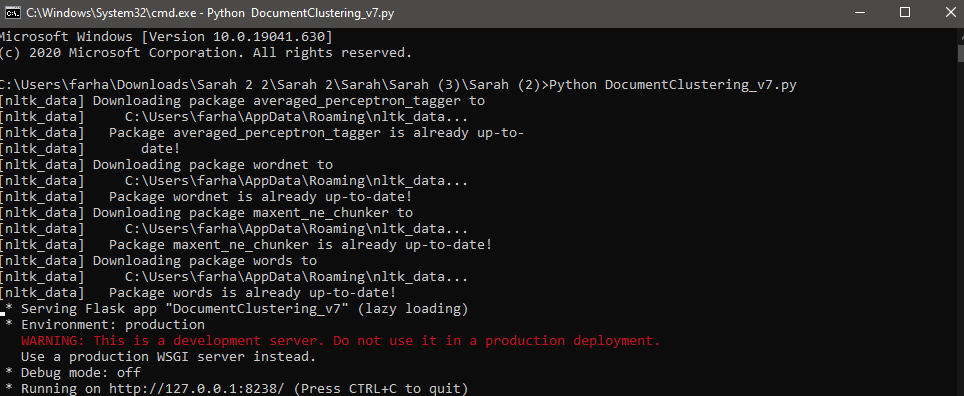 C:\Windows\System32\cmd.exe - Python DocumentClustering_v7.py
Microsoft Windows [Version 10.0.19041.630]
(c) 2020 Microsoft Corporation. All rights reserved.
C:\Users\farha\Downloads\Sarah 2 2\Sarah 2\Sarah\Sarah (3)\Sarah (2)>Python DocumentClustering_v7.py
[nltk_data] Downloading package averaged_perceptron_tagger to
[nltk_data]     C:\Users\farha\AppData\Roaming\nltk_data...
[nltk_data]   Package averaged_perceptron_tagger is already up-to-
[nltk_data]       date!
[nltk_data] Downloading package wordnet to
[nltk_data]     C:\Users\farha\AppData\Roaming\nltk_data...
[nltk_data]   Package wordnet is already up-to-date!
[nltk_data] Downloading package maxent_ne_chunker to
[nltk_data]     C:\Users\farha\AppData\Roaming\nltk_data...
[nltk_data]   Package maxent_ne_chunker is already up-to-date!
[nltk_data] Downloading package words to
[nltk_data]     C:\Users\farha\AppData\Roaming\nltk_data...
[nltk_data]   Package words is already up-to-date!
 * Serving Flask app "DocumentClustering_v7" (lazy loading)
 * Environment: production
   WARNING: This is a development server. Do not use it in a production deployment.
   Use a production WSGI server instead.
 * Debug mode: off
 * Running on http://127.0.0.1:8238/ (Press CTRL+C to quit)